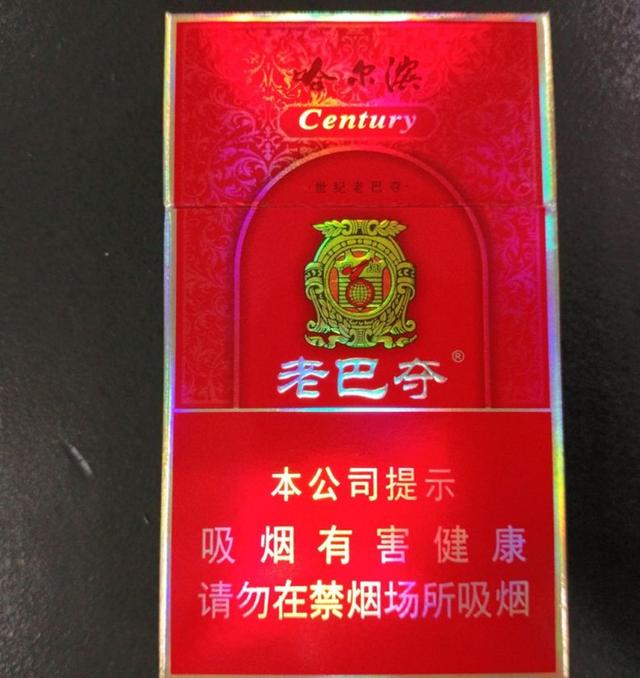 哈尔滨
Century
·世纪老巴夺·
老巴夺®
本公司提示
吸烟有害健康
请勿在禁烟场所吸烟